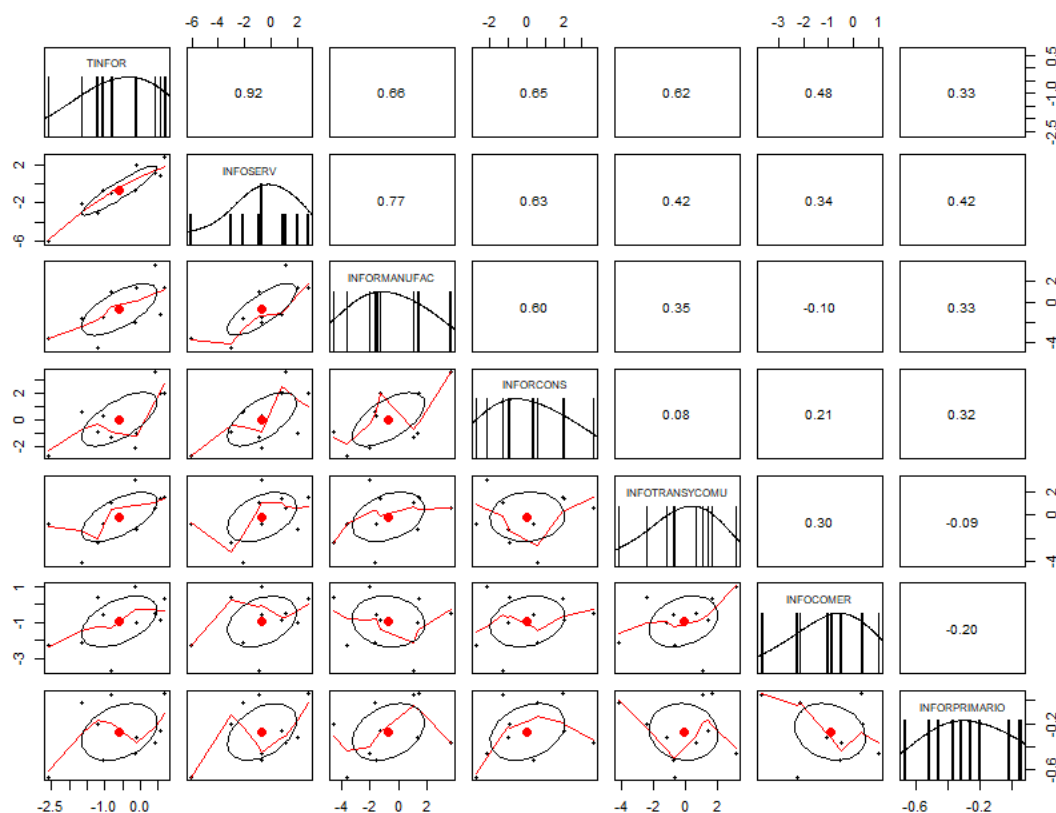 -6 -4 -2 0 2 -2 0 2 -3 -2 -1 0 1
TINFOR 0.92 0.66 0.65 0.62 0.48 0.33
-2.5 -1.0 0.5
INFOSERV 0.77 0.63 0.42 0.34 0.42
-6 -2 2
INFORMANUFAC 0.60 0.35 -0.10 0.33
-4 0 2
INFORCONS 0.08 0.21 0.32
-2 0 2
INFOTRANSYCOMU 0.30 -0.09
-4 0 2
INFOCOMER -0.20
-3 -1 1
INFORPRIMARIO
-0.6 -0.2
-2.5 -1.0 0.0 -4 -2 0 2 -4 -2 0 2 -0.6 -0.2